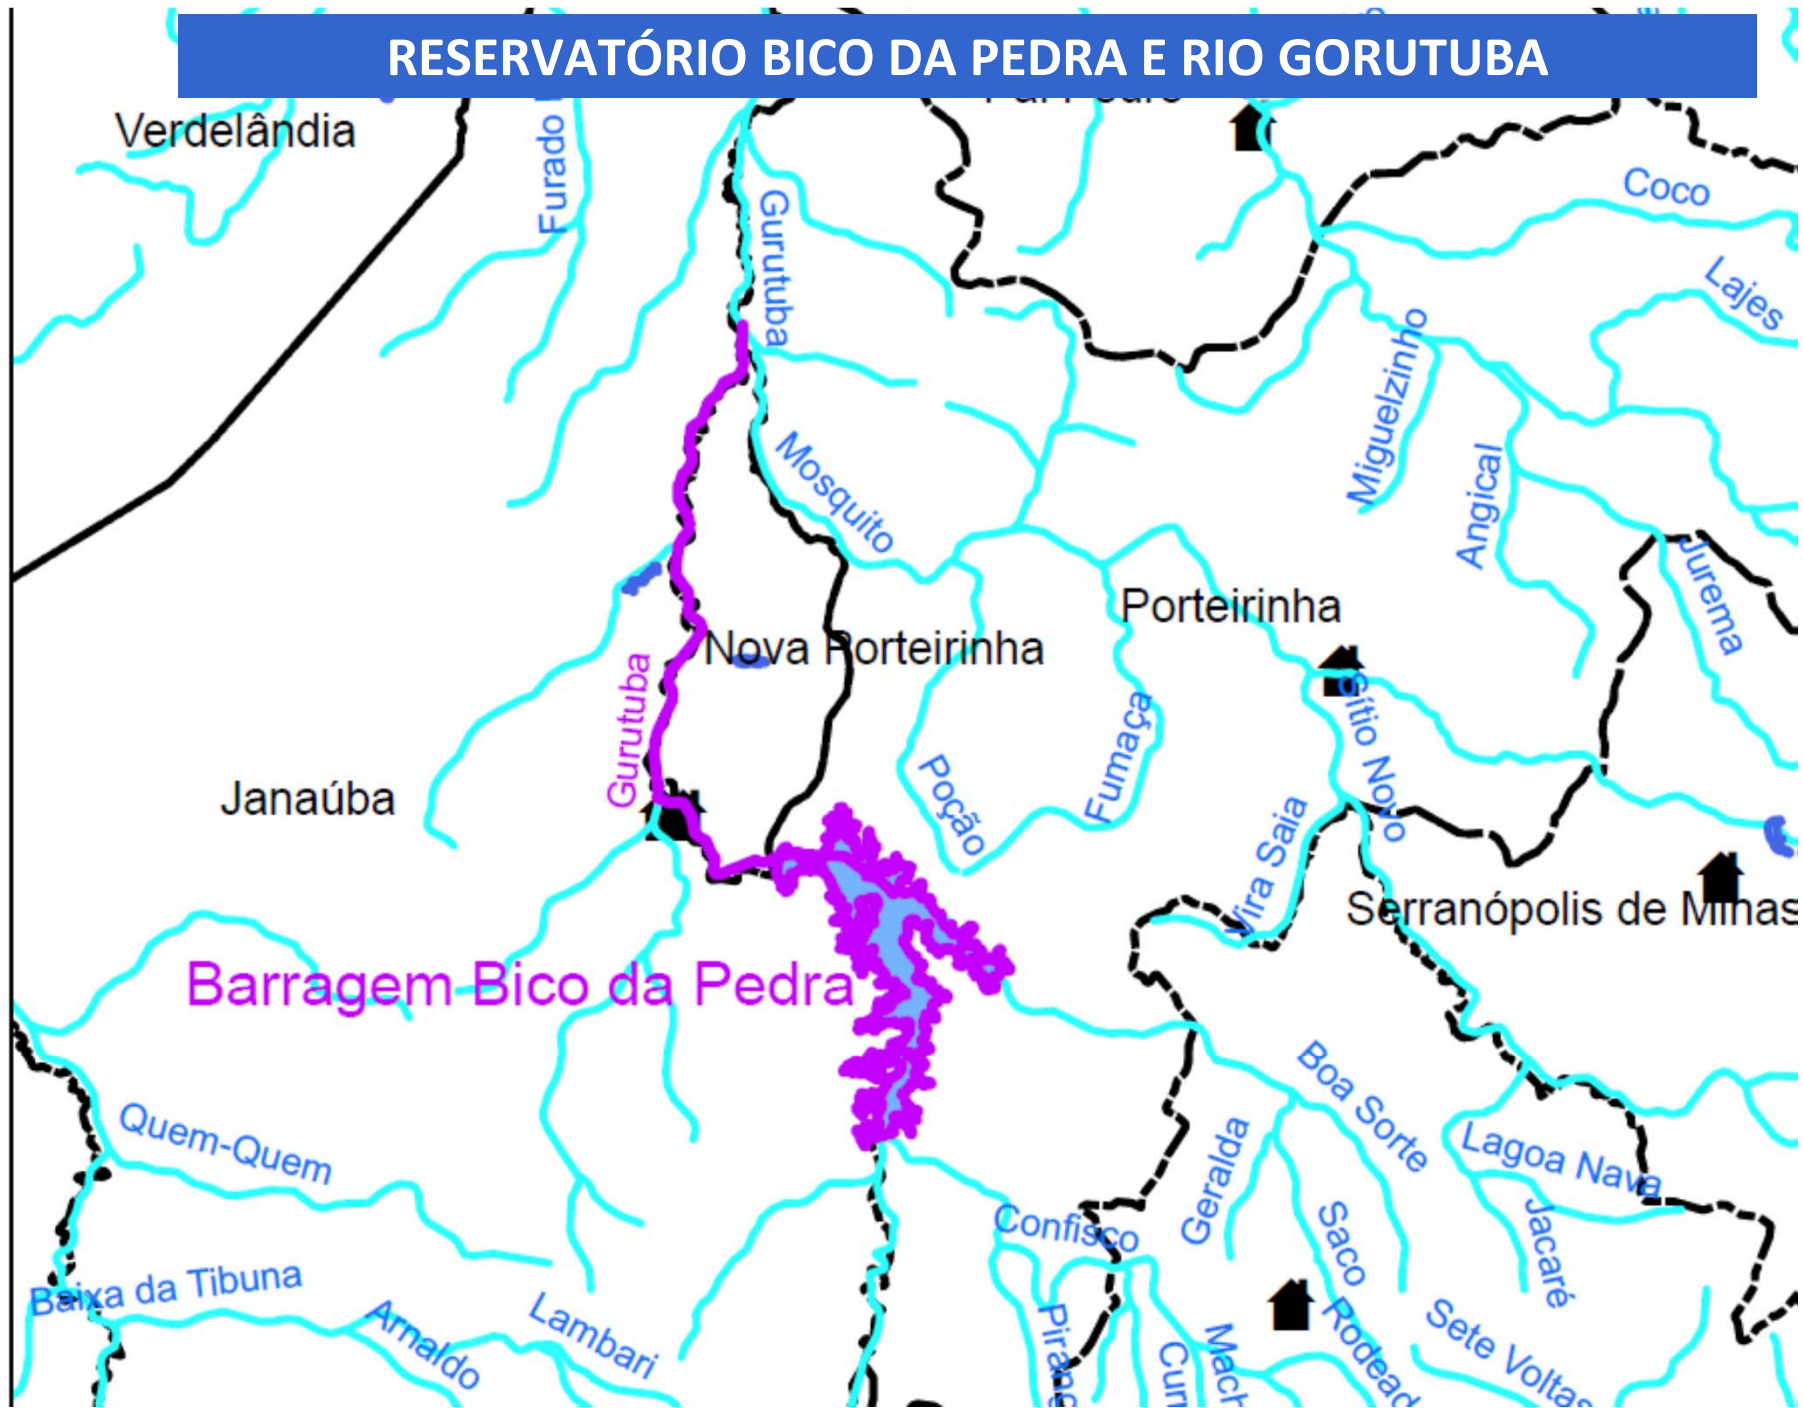 RESERVATÓRIO BICO DA PEDRA E RIO GORUTUBA
Verdelândia
Furado
Gurutuba
Coco
Lajes
Miguelzinho
Mosquito
Angical
Jurema
Porteirinha
Nova Porteirinha
Gurutuba
Sítio Novo
Fumaça
Poção
Janaúba
Vira Saia
Serranópolis de Minas
Barragem Bico da Pedra
Boa Sorte
Quem-Quem
Geralda
Lagoa Nava
Confisco
Saco
Jacaré
Baixa da Tibuna
Arnaldo
Lambari
Sete Voltas